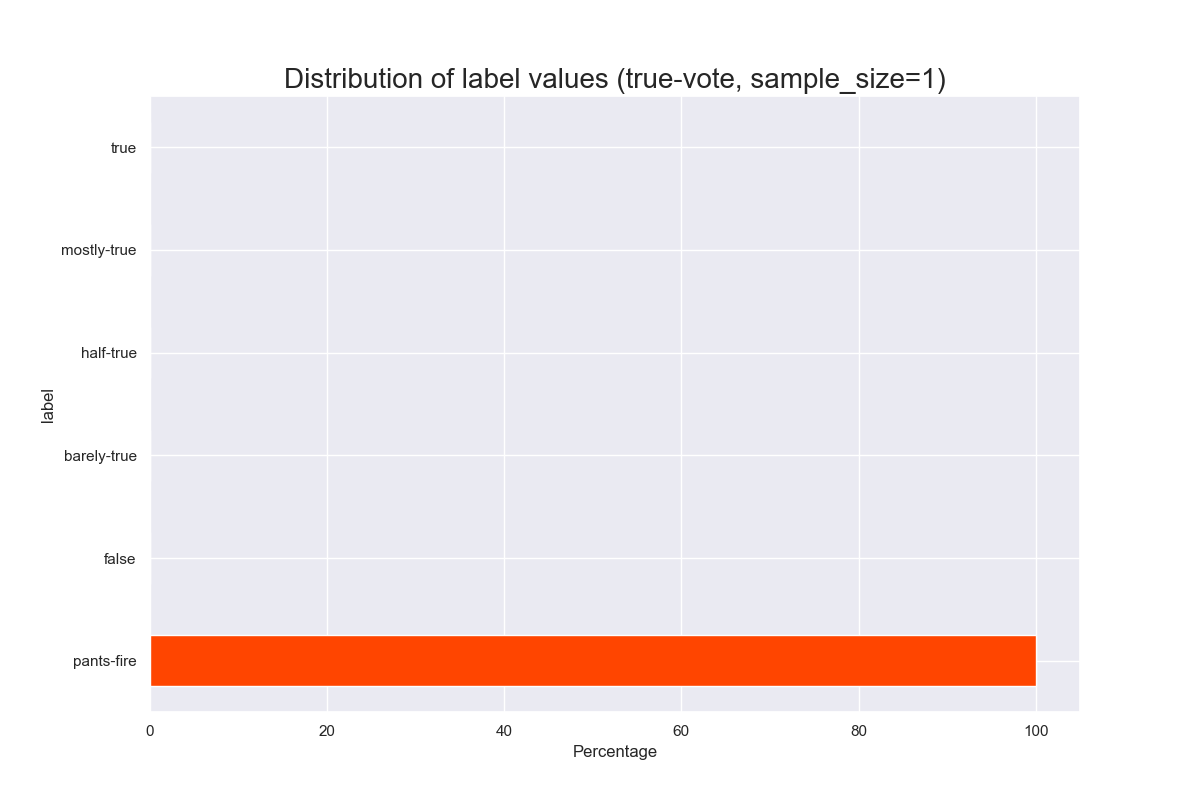 Distribution of label values (true-vote, sample_size=1)
true
mostly-true
half-true
label
barely-true
false
pants-fire
0 20 40 60 80 100
Percentage